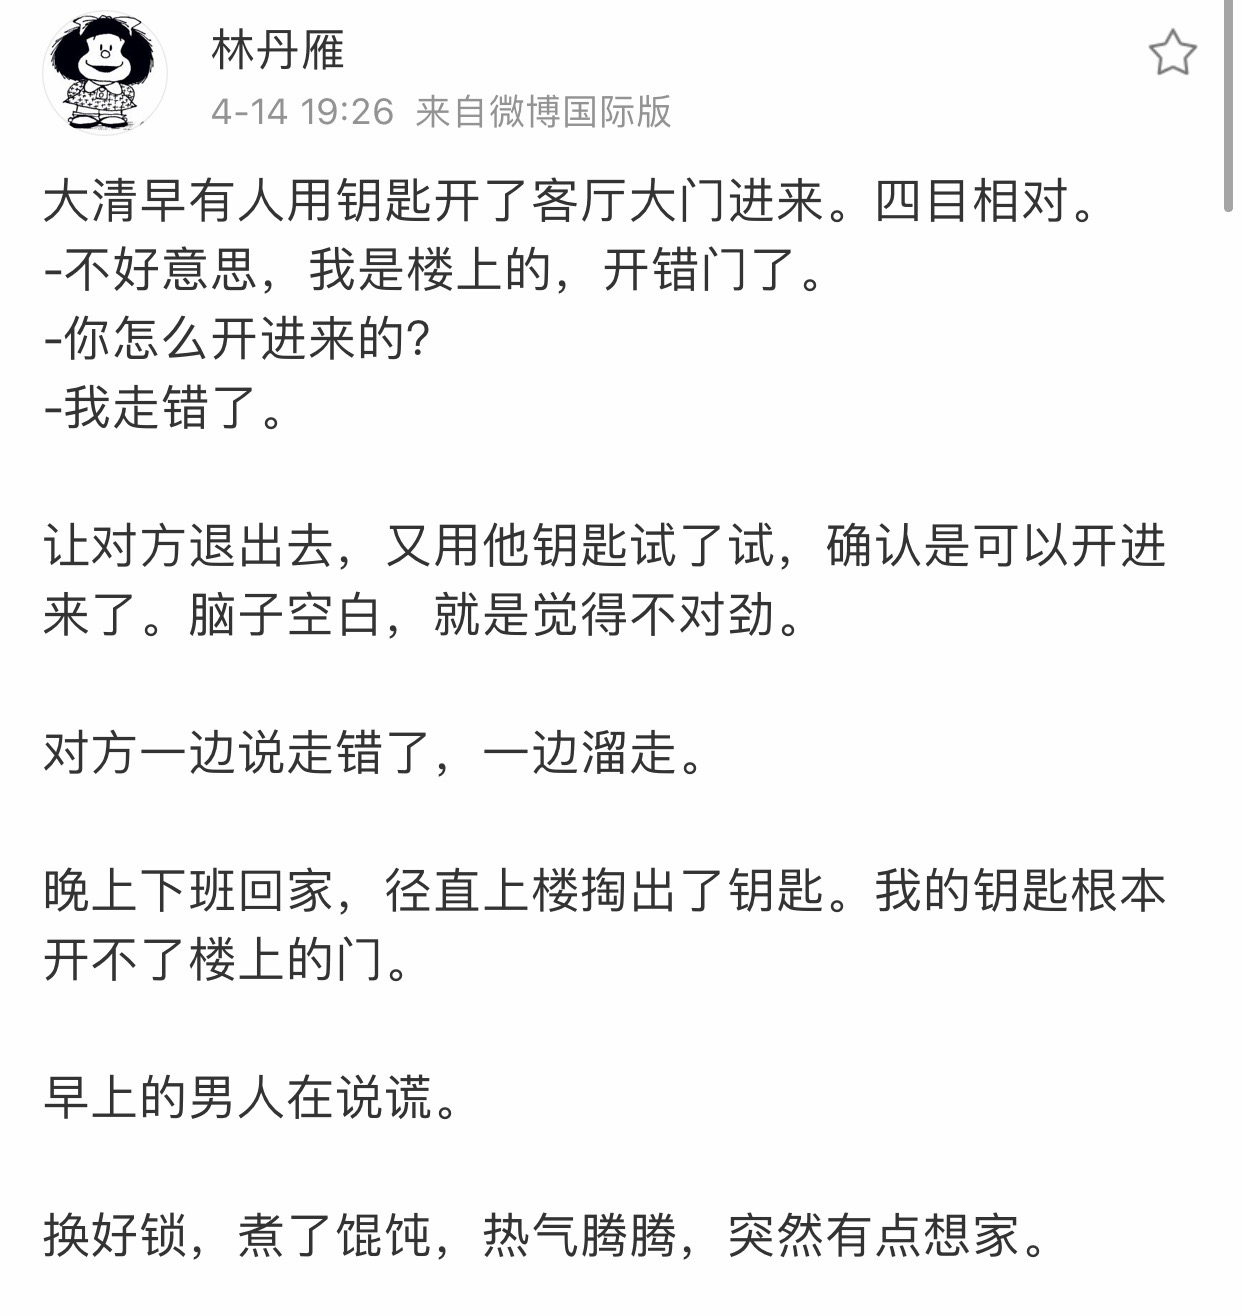 林丹雁
4-14 19:26 来自微博国际版
大清早有人用钥匙开了客厅大门进来。四目相对。
-不好意思，我是楼上的，开错门了。
-你怎么开进来的?
-我走错了。
让对方退出去，又用他钥匙试了试，确认是可以开进
来了。脑子空白，就是觉得不对劲。
对方一边说走错了，一边溜走。
晚上下班回家，径直上楼掏出了钥匙。我的钥匙根本
开不了楼上的门。
早上的男人在说谎。
换好锁，煮了馄饨，热气腾腾，突然有点想家。